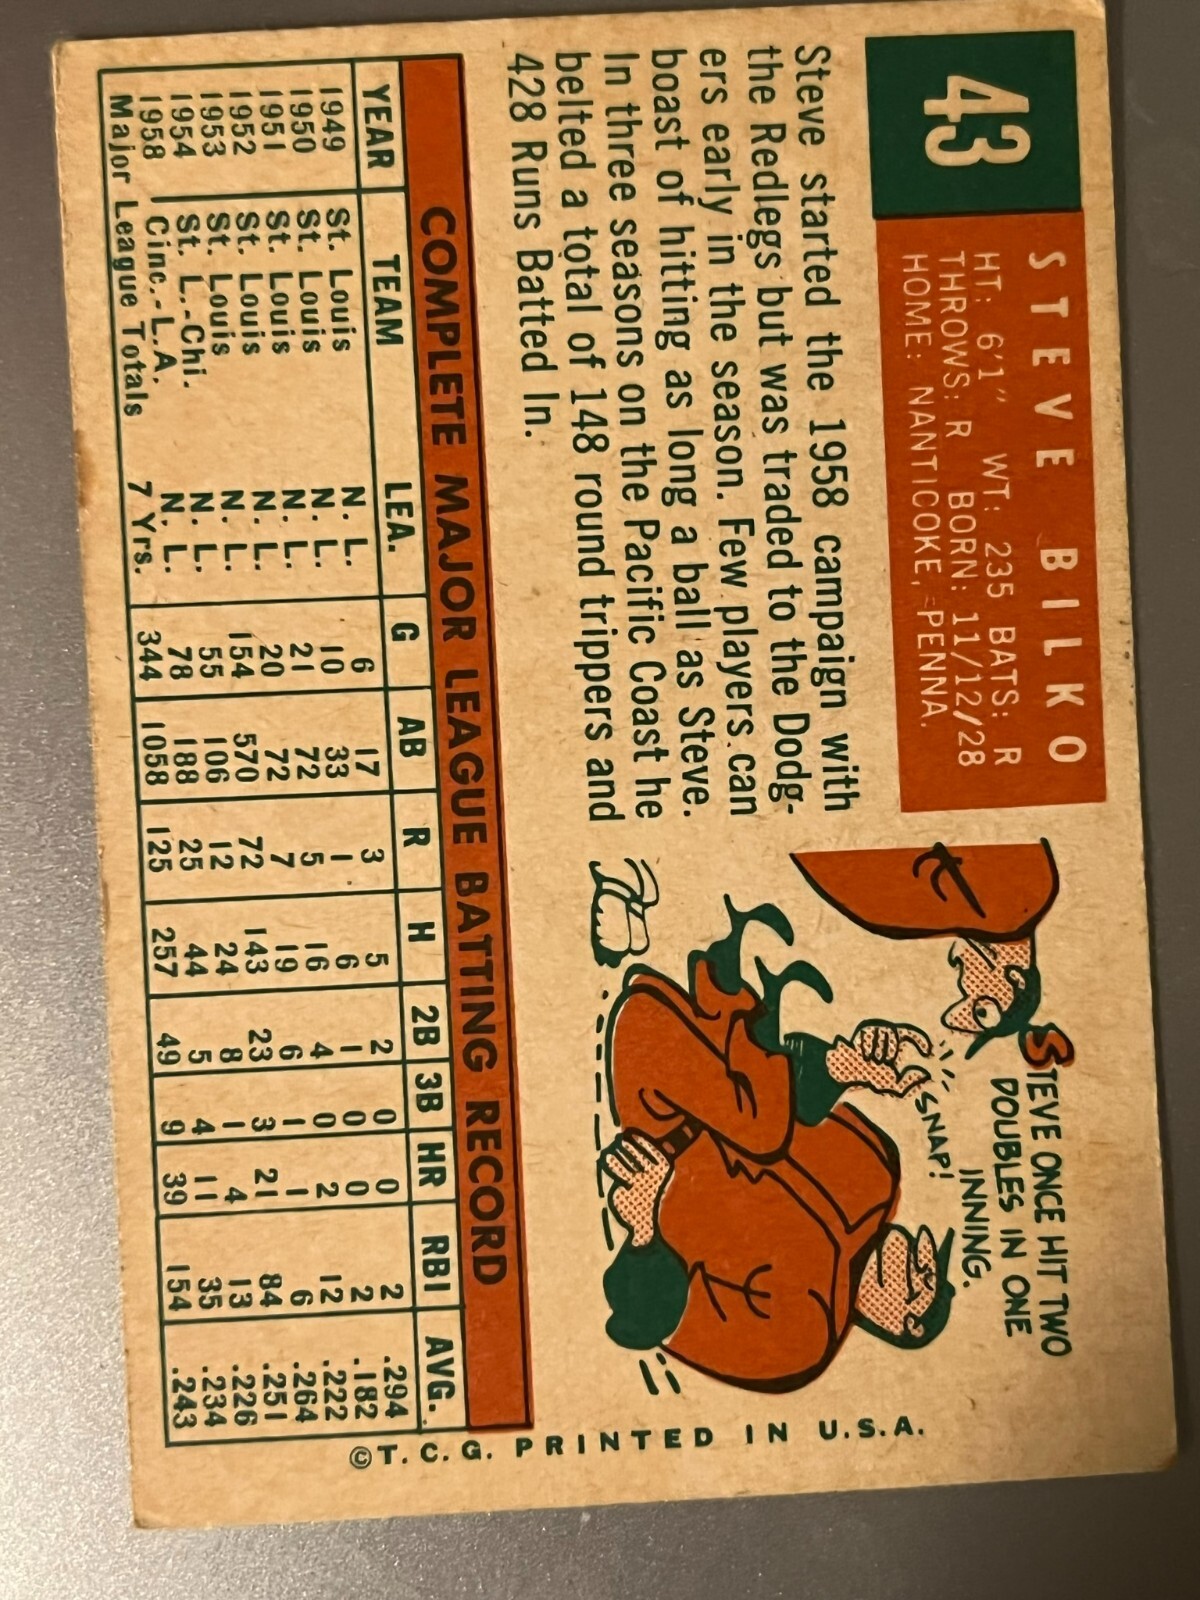 43
STEVE BILKO
HT: 6'1" WT: 235 BATS: R
THROWS: R BORN: 11/12/28
HOME: NANTICOKE, PENNA.
Steve started the 1958 campaign with
the Redlegs but was traded to the Dodg-
ers early in the season. Few players can
boast of hitting as long a ball as Steve.
In three seasons on the Pacific Coast he
belted a total of 148 round trippers and
428 Runs Batted In.
STEVE ONCE HIT TWO
DOUBLES IN ONE
INNING.
SNAP!
COMPLETE MAJOR LEAGUE BATTING RECORD
YEAR TEAM LEA. G AB R H 2B 3B HR RBI AVG.
1949 St. Louis N. L. 6 17 3 5 2 0 0 2 .294
1950 St. Louis N. L. 10 33 1 6 1 0 0 2 .182
1951 St. Louis N. L. 21 72 5 16 4 0 2 12 .222
1952 St. Louis N. L. 20 72 7 19 6 1 1 6 .264
1953 St. Louis N. L. 154 570 72 143 23 3 21 84 .251
1954 St. L.-Chi. N. L. 55 106 12 24 8 1 4 13 .226
1958 Cinc.-L.A. N. L. 78 188 25 44 5 4 11 35 .234
Major League Totals 7 Yrs. 344 1058 125 257 49 9 39 154 .243
©T. C. G. PRINTED IN U.S.A.